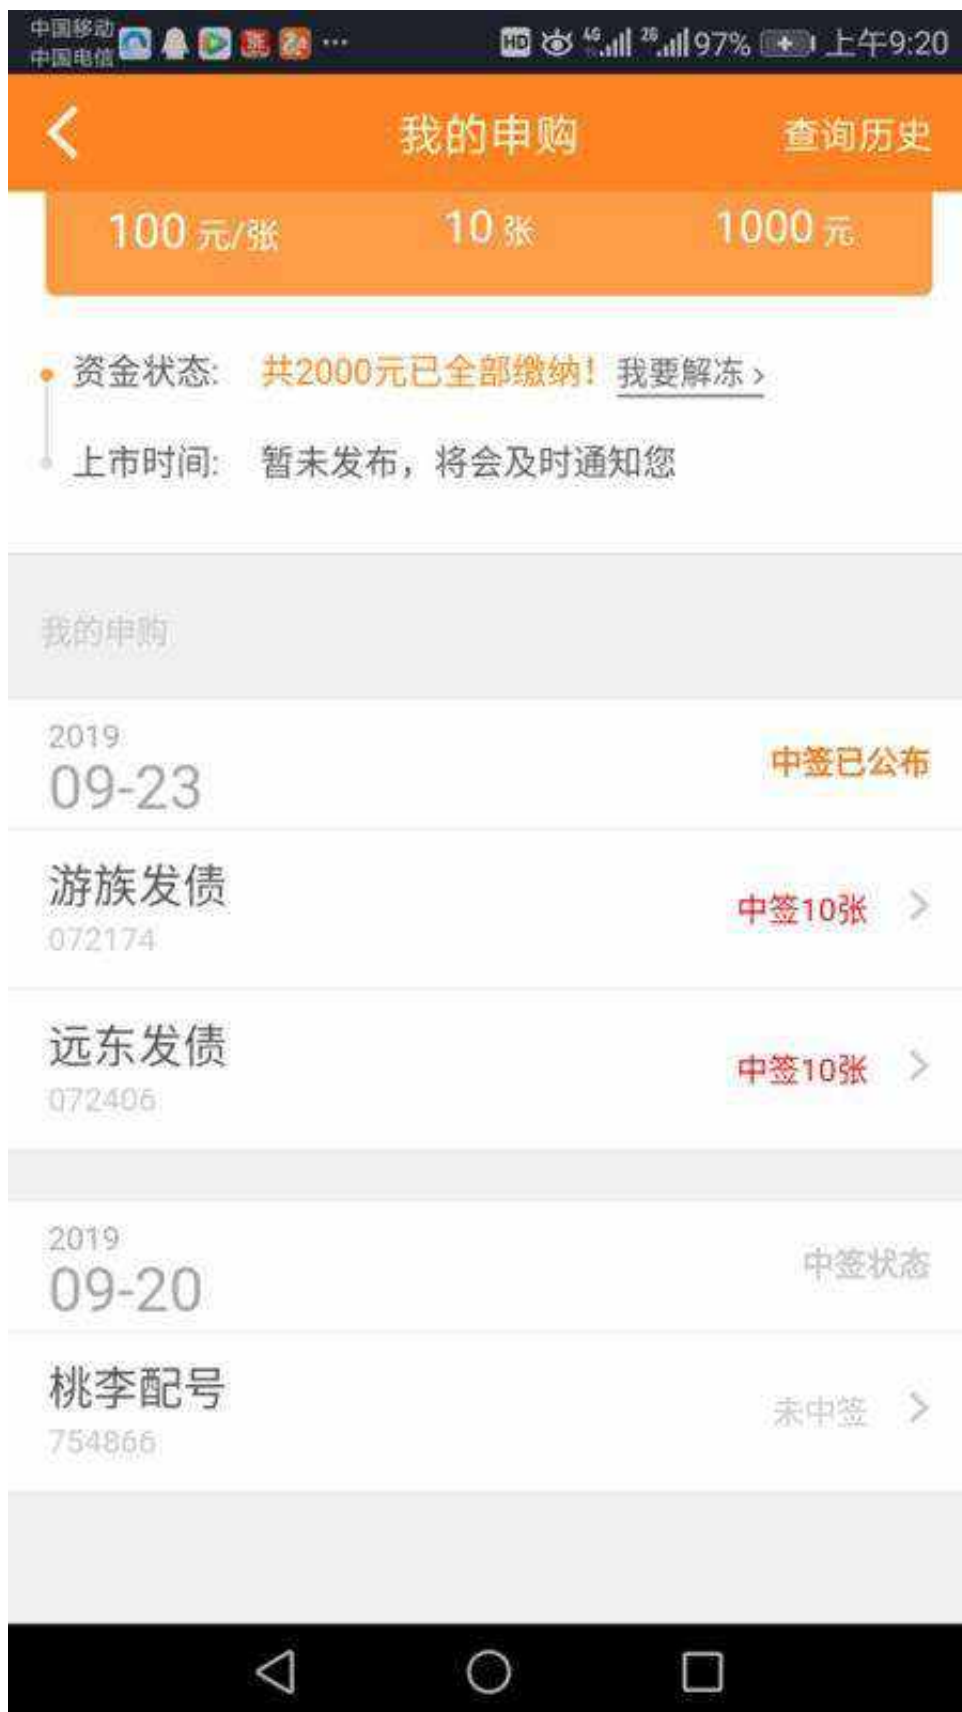 中国移动
中国电信
HD 4G 2G 97% 上午9:20
我的申购 查询历史
100 元/张 10 张 1000 元
资金状态: 共2000元已全部缴纳! 我要解冻 >
上市时间: 暂未发布，将会及时通知您
我的申购
2019
09-23 中签已公布
游族发债
072174 中签10张
远东发债
072406 中签10张
2019
09-20 中签状态
桃李配号
754866 未中签